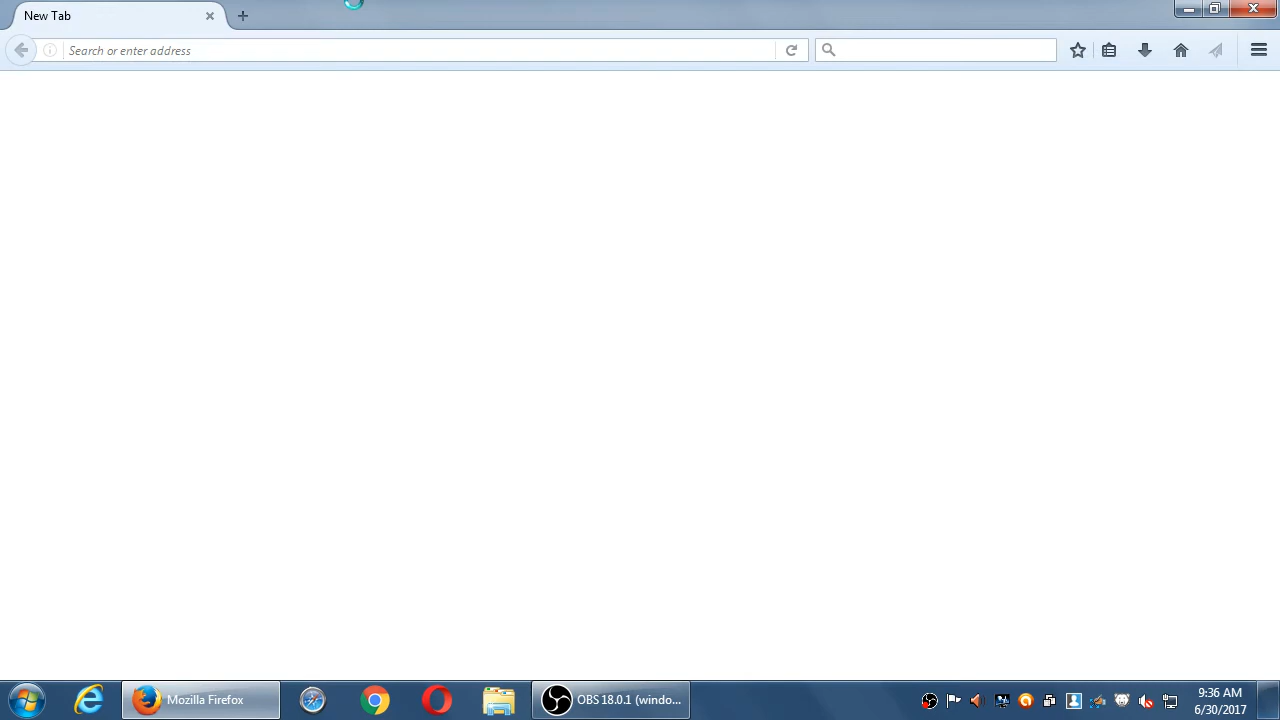 New Tab
Search or enter address
Mozilla Firefox
OBS 18.0.1 (windo...
9:36 AM
6/30/2017